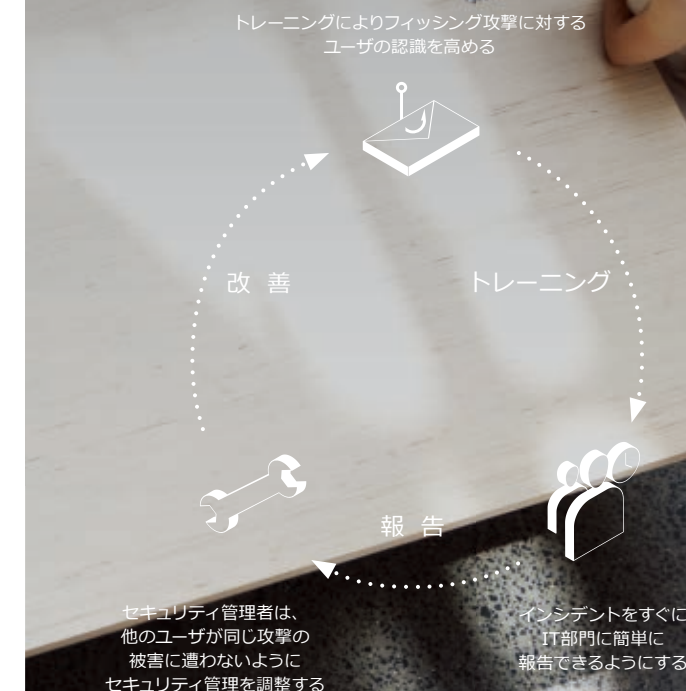 トレーニングによりフィッシング攻撃に対する
ユーザの認識を高める
改 善
トレーニング
報 告
セキュリティ管理者は、
他のユーザが同じ攻撃の
被害に遭わないように
セキュリティ管理を調整する
インシデントをすぐに
IT部門に簡単に
報告できるようにする